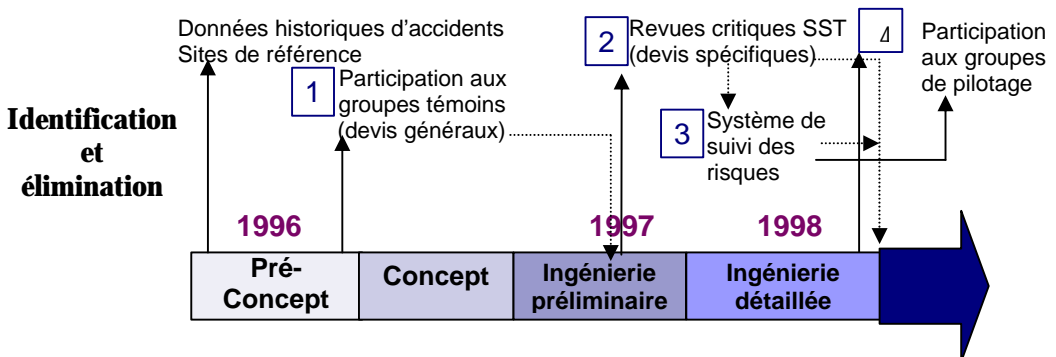 Données historiques d'accidents
Sites de référence
1
Participation aux
groupes témoins
(devis généraux)
2
Revues critiques SST
(devis spécifiques)
3
Système de
suivi des
risques
4
Participation
aux groupes
de pilotage
Identification
et
élimination
1996
1997
1998
Pré-
Concept
Concept
Ingénierie
préliminaire
Ingénierie
détaillée